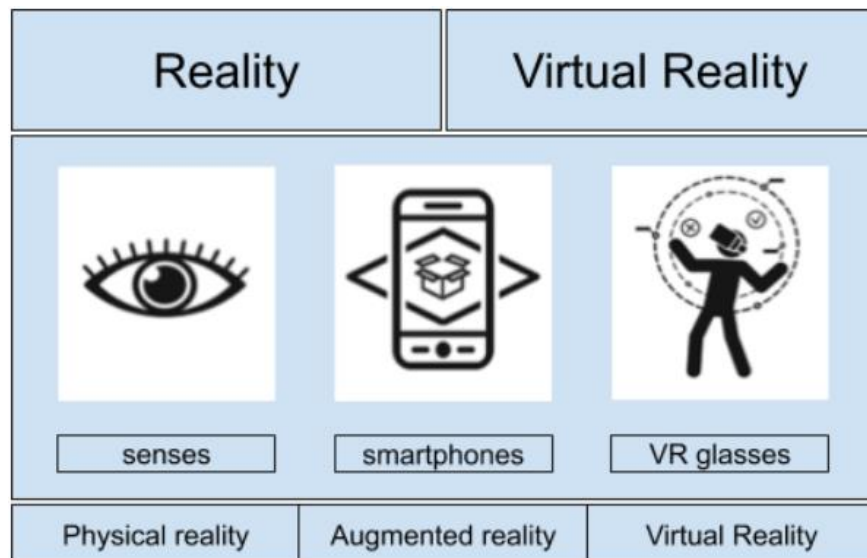 Reality
Virtual Reality
senses
smartphones
VR glasses
Physical reality
Augmented reality
Virtual Reality